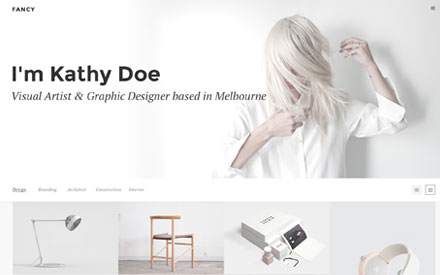 FANCY
I'm Kathy Doe
Visual Artist & Graphic Designer based in Melbourne
Design Branding Architect Construction Interior